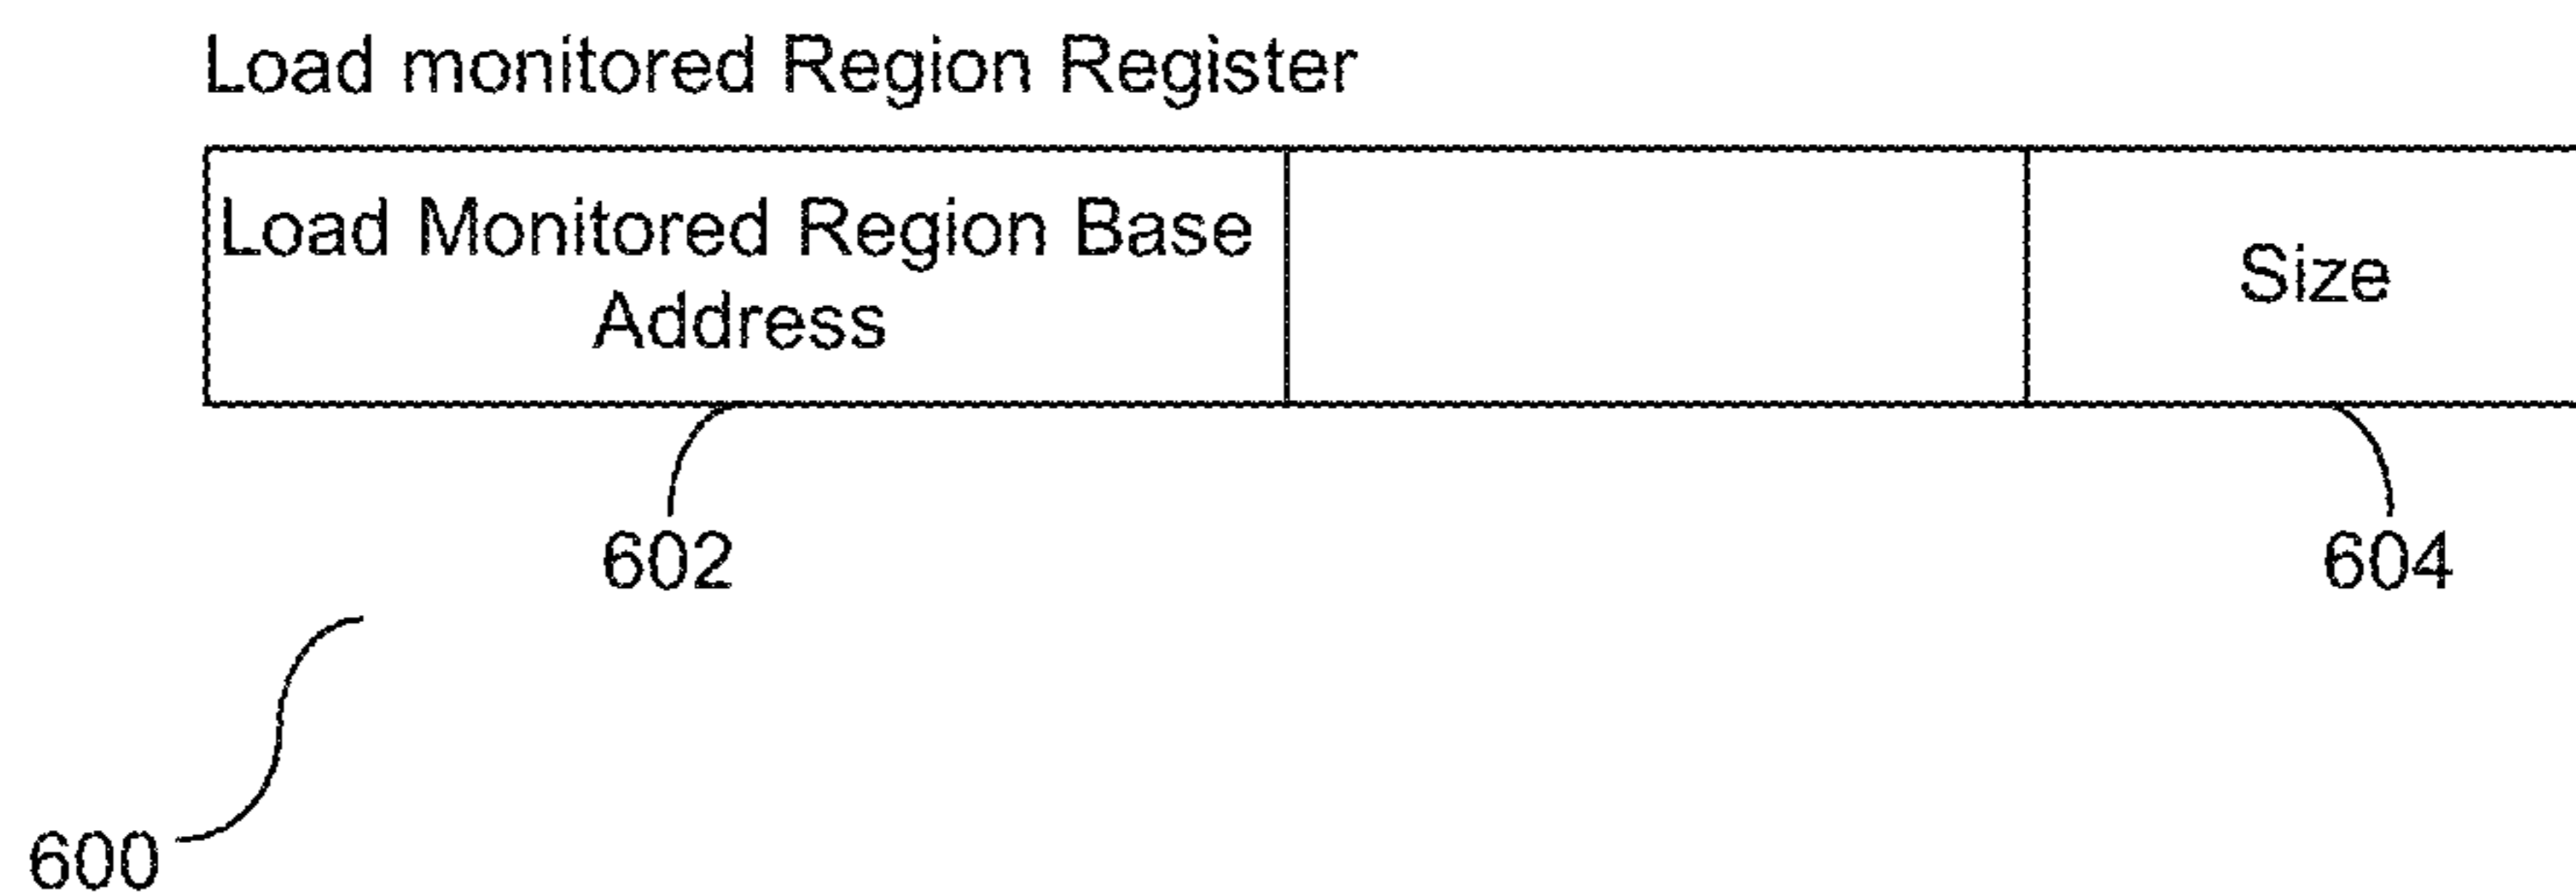 Load monitored Region Register
Load Monitored Region Base
Address
Size
602
604
600